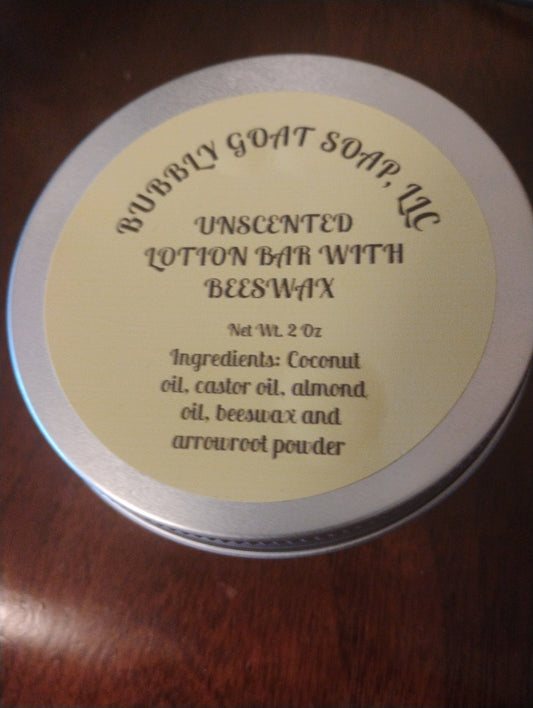 BUBBLY GOAT SOAP, LLC
UNSCENTED
LOTION BAR WITH
BEESWAX
Net Wt. 2 Oz
Ingredients: Coconut
oil, castor oil, almond
oil, beeswax and
arrowroot powder